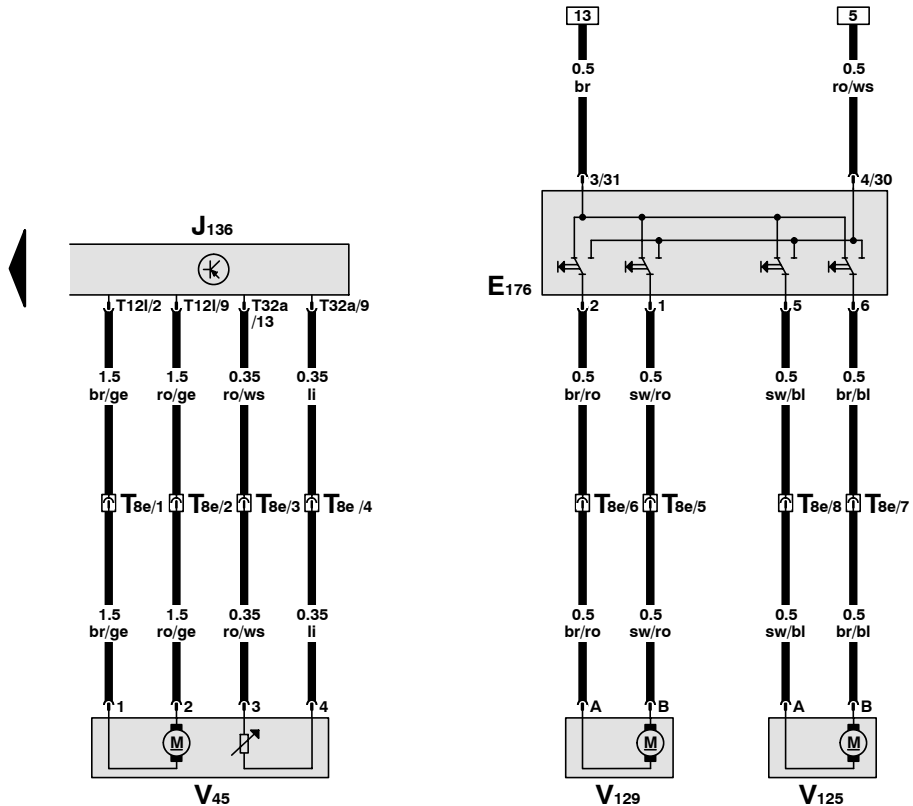 13 5
0.5 0.5
br ro/ws
3/31 4/30
J136
E176
T12l/2 T12l/9 T32a T32a/9
/13
2 1 5 6
1.5 1.5 0.35 0.35 0.5 0.5 0.5 0.5
br/ge ro/ge ro/ws li br/ro sw/ro sw/bl br/bl
T8e/1 T8e/2 T8e/3 T8e /4 T8e/6 T8e/5 T8e/8 T8e/7
1.5 1.5 0.35 0.35 0.5 0.5 0.5 0.5
br/ge ro/ge ro/ws li br/ro sw/ro sw/bl br/bl
1 2 3 4 A B A B
M M M
V45 V129 V125